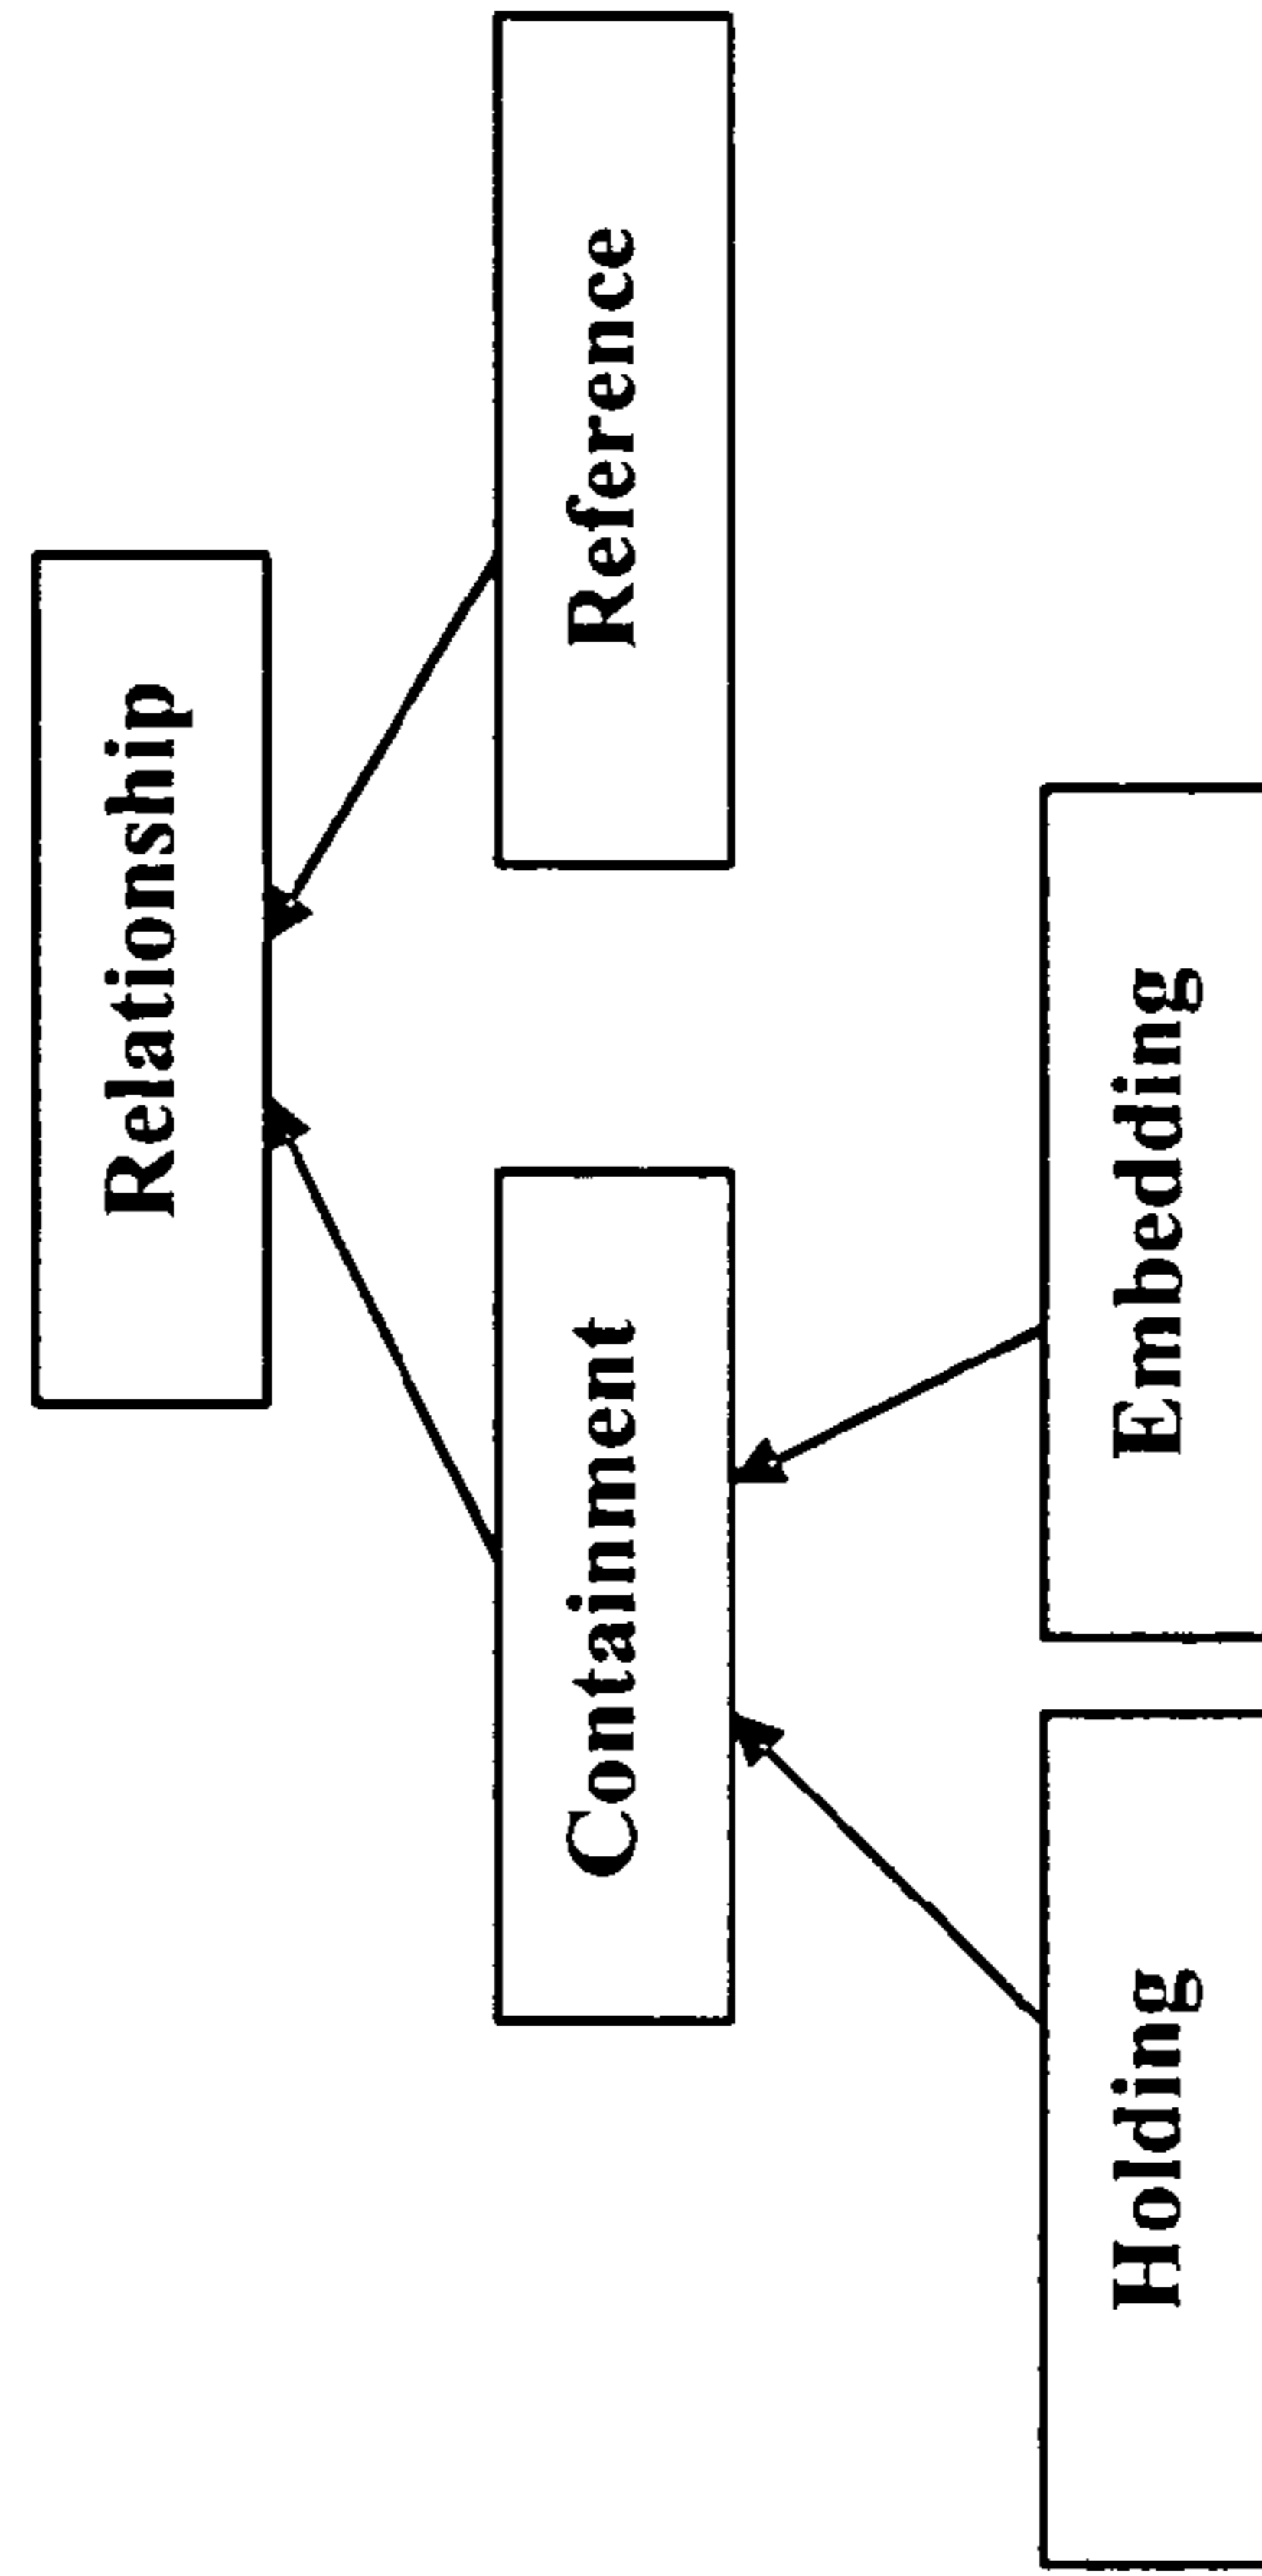 Relationship
Containment
Reference
Holding
Embedding